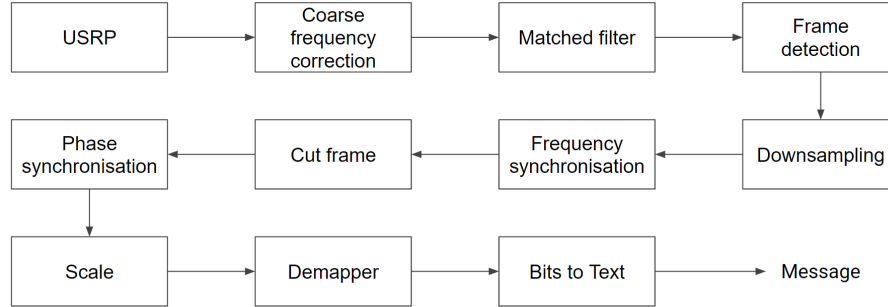 USRP
Coarse
frequency
correction
Matched filter
Frame
detection
Downsampling
Frequency
synchronisation
Cut frame
Phase
synchronisation
Scale
Demapper
Bits to Text
Message